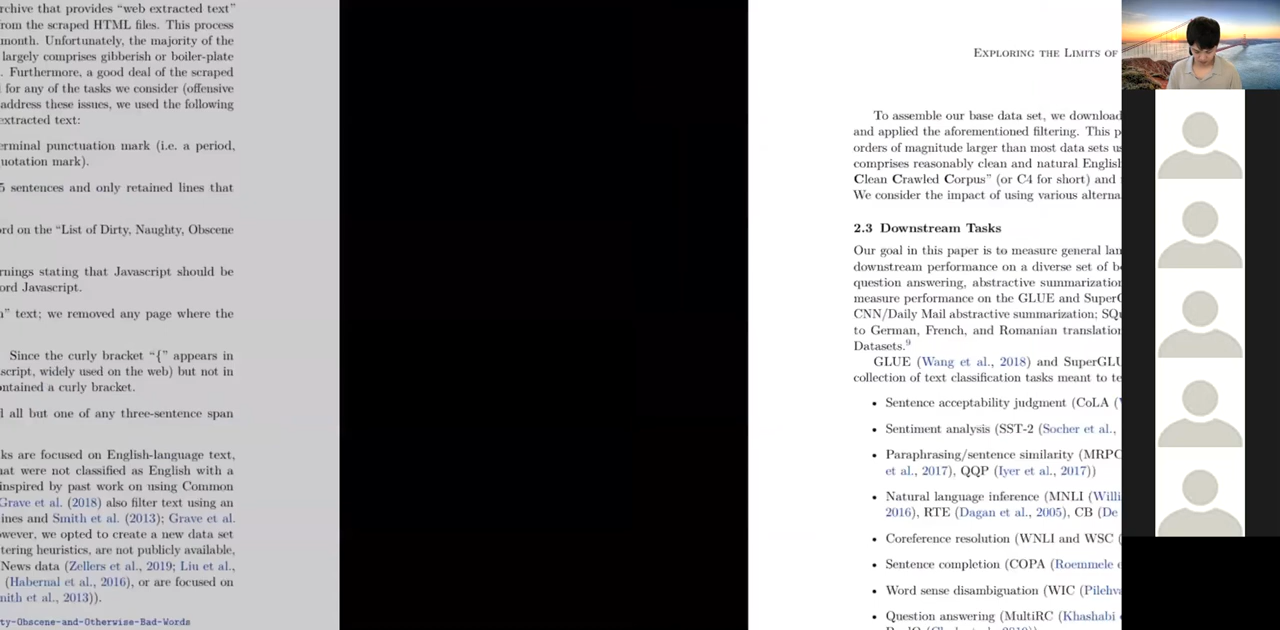 rchive that provides “web extracted text”
rom the scraped HTML files. This process
month. Unfortunately, the majority of the
largely comprises gibberish or boiler-plate
. Furthermore, a good deal of the scraped
for any of the tasks we consider (offensive
address these issues, we used the following
extracted text:
erminal punctuation mark (i.e. a period,
uotation mark).
5 sentences and only retained lines that
ord on the “List of Dirty, Naughty, Obscene
rnings stating that Javascript should be
ord Javascript.
” text; we removed any page where the
Since the curly bracket “{” appears in
script, widely used on the web) but not in
ontained a curly bracket.
d all but one of any three-sentence span
ks are focused on English-language text,
hat were not classified as English with a
inspired by past work on using Common
Grave et al. (2018) also filter text using an
ines and Smith et al. (2013); Grave et al.
owever, we opted to create a new data set
tering heuristics, are not publicly available,
News data (Zellers et al., 2019; Liu et al.,
(Habernal et al., 2016), or are focused on
mith et al., 2013)).
ty-Obscene-and-Otherwise-Bad-Words
Exploring the Limits of
To assemble our base data set, we download
and applied the aforementioned filtering. This p
orders of magnitude larger than most data sets us
comprises reasonably clean and natural English
Clean Crawled Corpus” (or C4 for short) and
We consider the impact of using various alterna
2.3 Downstream Tasks
Our goal in this paper is to measure general lan
downstream performance on a diverse set of be
question answering, abstractive summarization
measure performance on the GLUE and SuperG
CNN/Daily Mail abstractive summarization; SQu
to German, French, and Romanian translation
Datasets.9
GLUE (Wang et al., 2018) and SuperGLU
collection of text classification tasks meant to te
• Sentence acceptability judgment (CoLA (
• Sentiment analysis (SST-2 (Socher et al.,
• Paraphrasing/sentence similarity (MRPC
et al., 2017), QQP (Iyer et al., 2017))
• Natural language inference (MNLI (Willi
2016), RTE (Dagan et al., 2005), CB (De
• Coreference resolution (WNLI and WSC (
• Sentence completion (COPA (Roemmele
• Word sense disambiguation (WIC (Pilehva
• Question answering (MultiRC (Khashabi